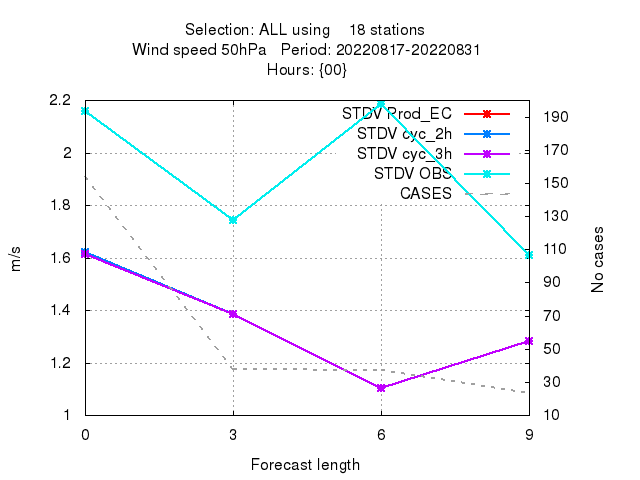 Selection: ALL using 18 stations
Wind speed 50hPa Period: 20220817-20220831
Hours: {00}
STDV Prod_EC
STDV cyc_2h
STDV cyc_3h
STDV OBS
CASES
2.2
2
1.8
1.6
1.4
1.2
1
190
170
150
130
110
90
70
50
30
10
m/s
No cases
0 3 6 9
Forecast length